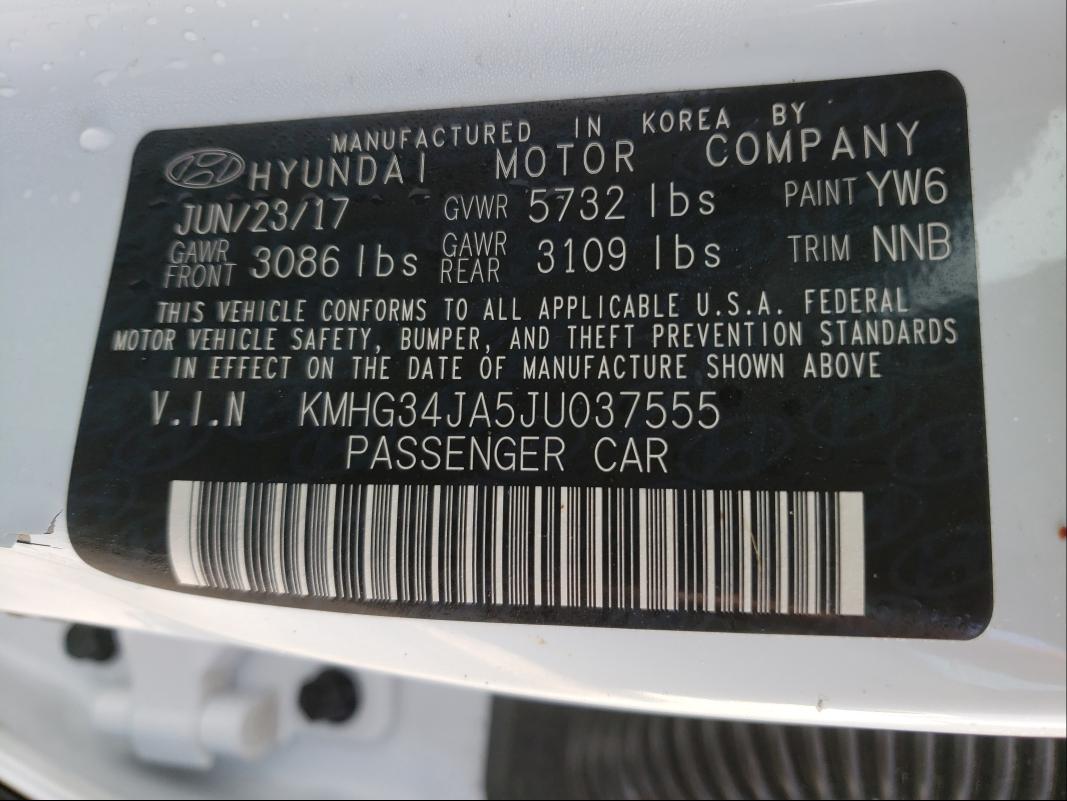 MANUFACTURED IN KOREA BY
HYUNDAI MOTOR COMPANY
JUN/23/17 GVWR 5732 lbs PAINT YW6
GAWR FRONT 3086 lbs GAWR REAR 3109 lbs TRIM NNB
THIS VEHICLE CONFORMS TO ALL APPLICABLE U.S.A. FEDERAL
MOTOR VEHICLE SAFETY, BUMPER, AND THEFT PREVENTION STANDARDS
IN EFFECT ON THE DATE OF MANUFACTURE SHOWN ABOVE
V.I.N KMHG34JA5JU037555
PASSENGER CAR